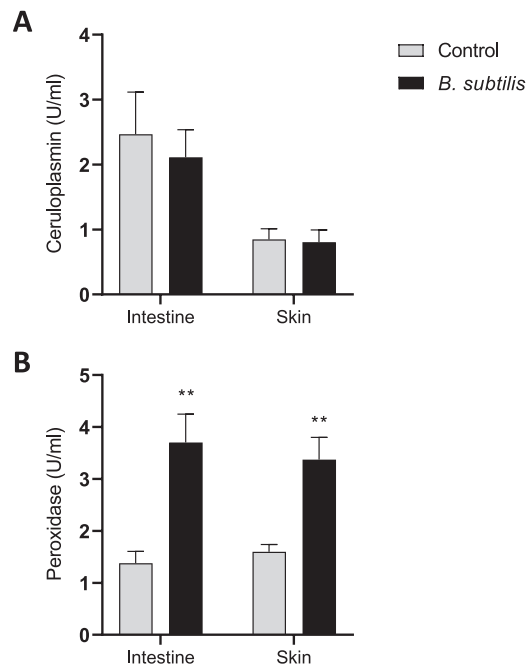 A
Control
B. subtilis
Ceruloplasmin (U/ml)
4
3
2
1
0
Intestine Skin
B
Peroxidase (U/ml)
5
4
3
2
1
0
**
**
Intestine Skin